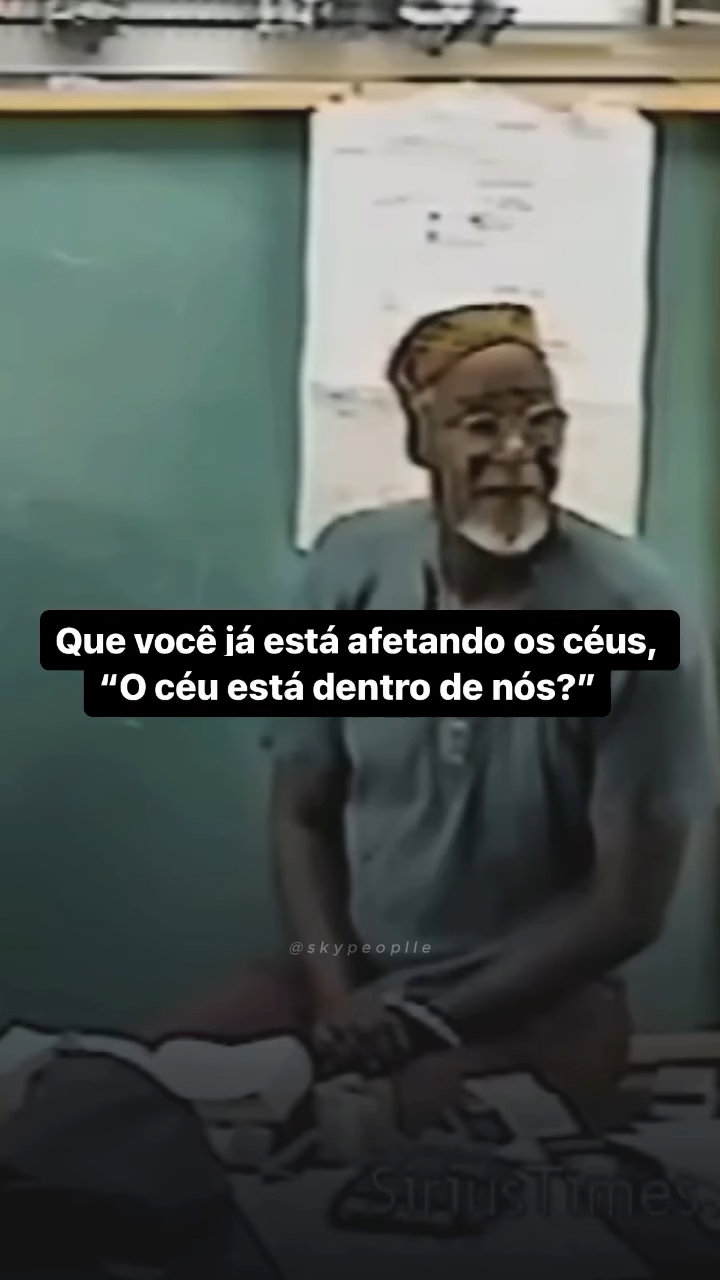 Que você já está afetando os céus,
“O céu está dentro de nós?”
@skypeoplle
SiriusTimes